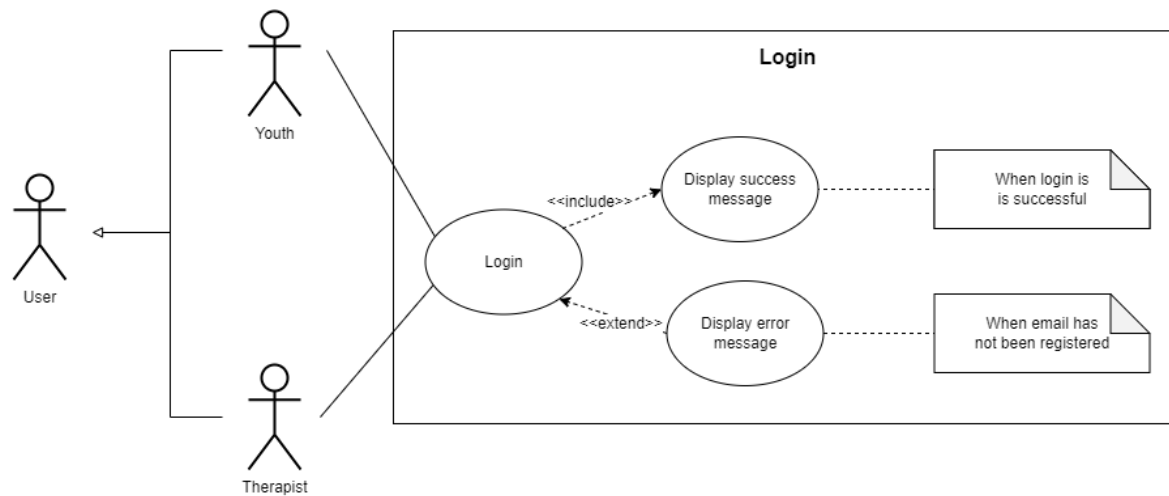 Login
Youth
User
Therapist
Login
<<include>>
Display success
message
When login is
is successful
<<extend>>
Display error
message
When email has
not been registered